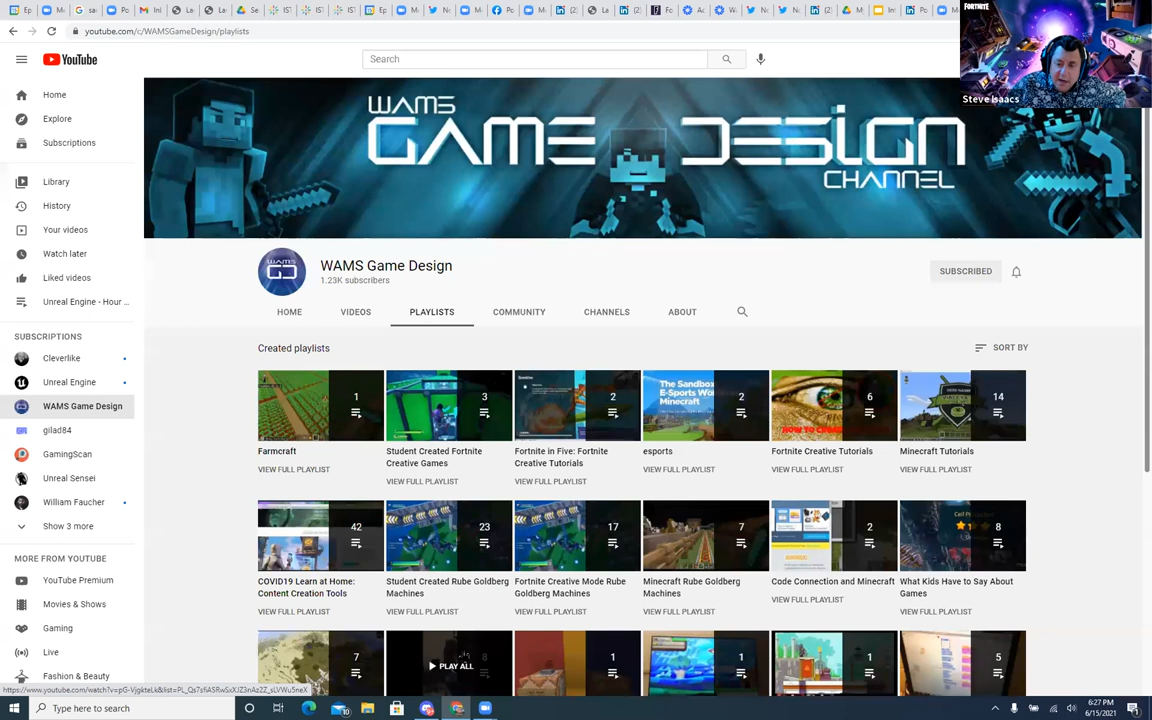 youtube.com/c/WAMSGameDesign/playlists
FORTNITE
Steve Isaacs
YouTube
Search
Home
Explore
Subscriptions
Library
History
Your videos
Watch later
Liked videos
Unreal Engine - Hour ...
SUBSCRIPTIONS
Cleverlike
Unreal Engine
WAMS Game Design
gilad84
GamingScan
Unreal Sensei
William Faucher
Show 3 more
MORE FROM YOUTUBE
YouTube Premium
Movies & Shows
Gaming
Live
Fashion & Beauty
WAMS
GAME DESIGN
CHANNEL
WAMS
GD
WAMS Game Design
1.23K subscribers
SUBSCRIBED
HOME
VIDEOS
PLAYLISTS
COMMUNITY
CHANNELS
ABOUT
Created playlists
SORT BY
1
3
2
The Sandbox
E-Sports Wo
Minecraft
2
6
14
Farmcraft
VIEW FULL PLAYLIST
Student Created Fortnite
Creative Games
VIEW FULL PLAYLIST
Fortnite in Five: Fortnite
Creative Tutorials
VIEW FULL PLAYLIST
esports
VIEW FULL PLAYLIST
Fortnite Creative Tutorials
VIEW FULL PLAYLIST
Minecraft Tutorials
VIEW FULL PLAYLIST
42
23
17
7
2
8
COVID19 Learn at Home:
Content Creation Tools
VIEW FULL PLAYLIST
Student Created Rube Goldberg
Machines
VIEW FULL PLAYLIST
Fortnite Creative Mode Rube
Goldberg Machines
VIEW FULL PLAYLIST
Minecraft Rube Goldberg
Machines
VIEW FULL PLAYLIST
Code Connection and Minecraft
VIEW FULL PLAYLIST
What Kids Have to Say About
Games
VIEW FULL PLAYLIST
7
PLAY ALL
8
1
1
1
5
Type here to search
6:27 PM
6/15/2021